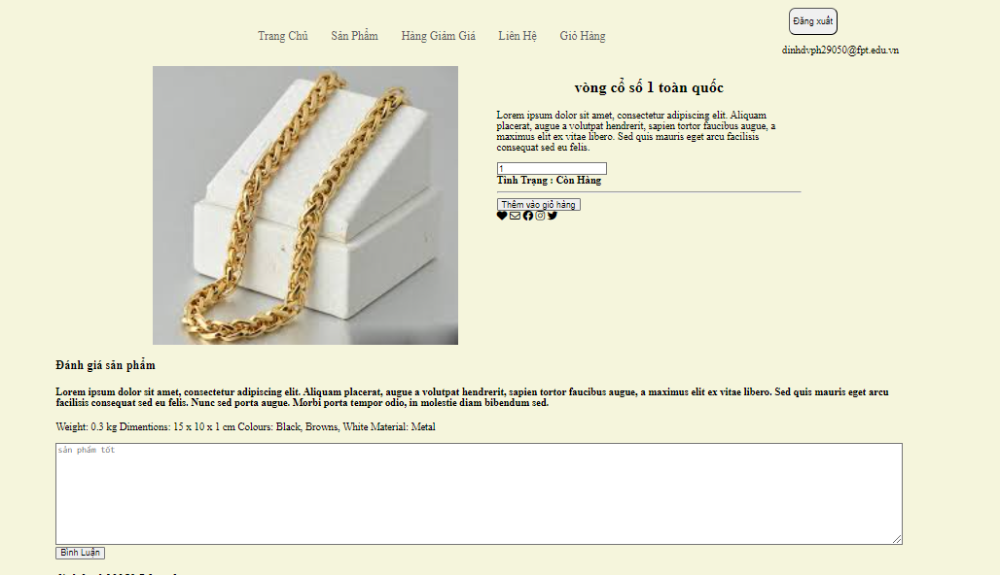 Đăng xuất
dinhdvph29050@fpt.edu.vn
Trang Chủ Sản Phẩm Hàng Giảm Giá Liên Hệ Giỏ Hàng
vòng cổ số 1 toàn quốc
Lorem ipsum dolor sit amet, consectetur adipiscing elit. Aliquam
placerat, augue a volutpat hendrerit, sapien tortor faucibus augue, a
maximus elit ex vitae libero. Sed quis mauris eget arcu facilisis
consequat sed eu felis.
1
Tình Trạng : Còn Hàng
Thêm vào giỏ hàng
Đánh giá sản phẩm
Lorem ipsum dolor sit amet, consectetur adipiscing elit. Aliquam placerat, augue a volutpat hendrerit, sapien tortor faucibus augue, a maximus elit ex vitae libero. Sed quis mauris eget arcu
facilisis consequat sed eu felis. Nunc sed porta augue. Morbi porta tempor odio, in molestie diam bibendum sed.
Weight: 0.3 kg Dimentions: 15 x 10 x 1 cm Colours: Black, Browns, White Material: Metal
sản phẩm tốt
Bình Luận